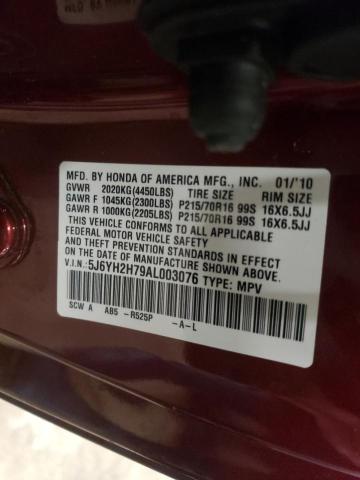 MFD. BY HONDA OF AMERICA MFG., INC. 01/'10
GVWR 2020KG(4450LBS) TIRE SIZE RIM SIZE
GAWR F 1045KG(2300LBS) P215/70R16 99S 16X6.5JJ
GAWR R 1000KG(2205LBS) P215/70R16 99S 16X6.5JJ
THIS VEHICLE CONFORMS TO ALL APPLICABLE
FEDERAL MOTOR VEHICLE SAFETY STANDARDS IN EFFECT
ON THE DATE OF MANUFACTURE SHOWN ABOVE.
V.I.N.: 5J6YH2H79AL003076 TYPE: MPV
SCW A AB5 -R525P -A-L